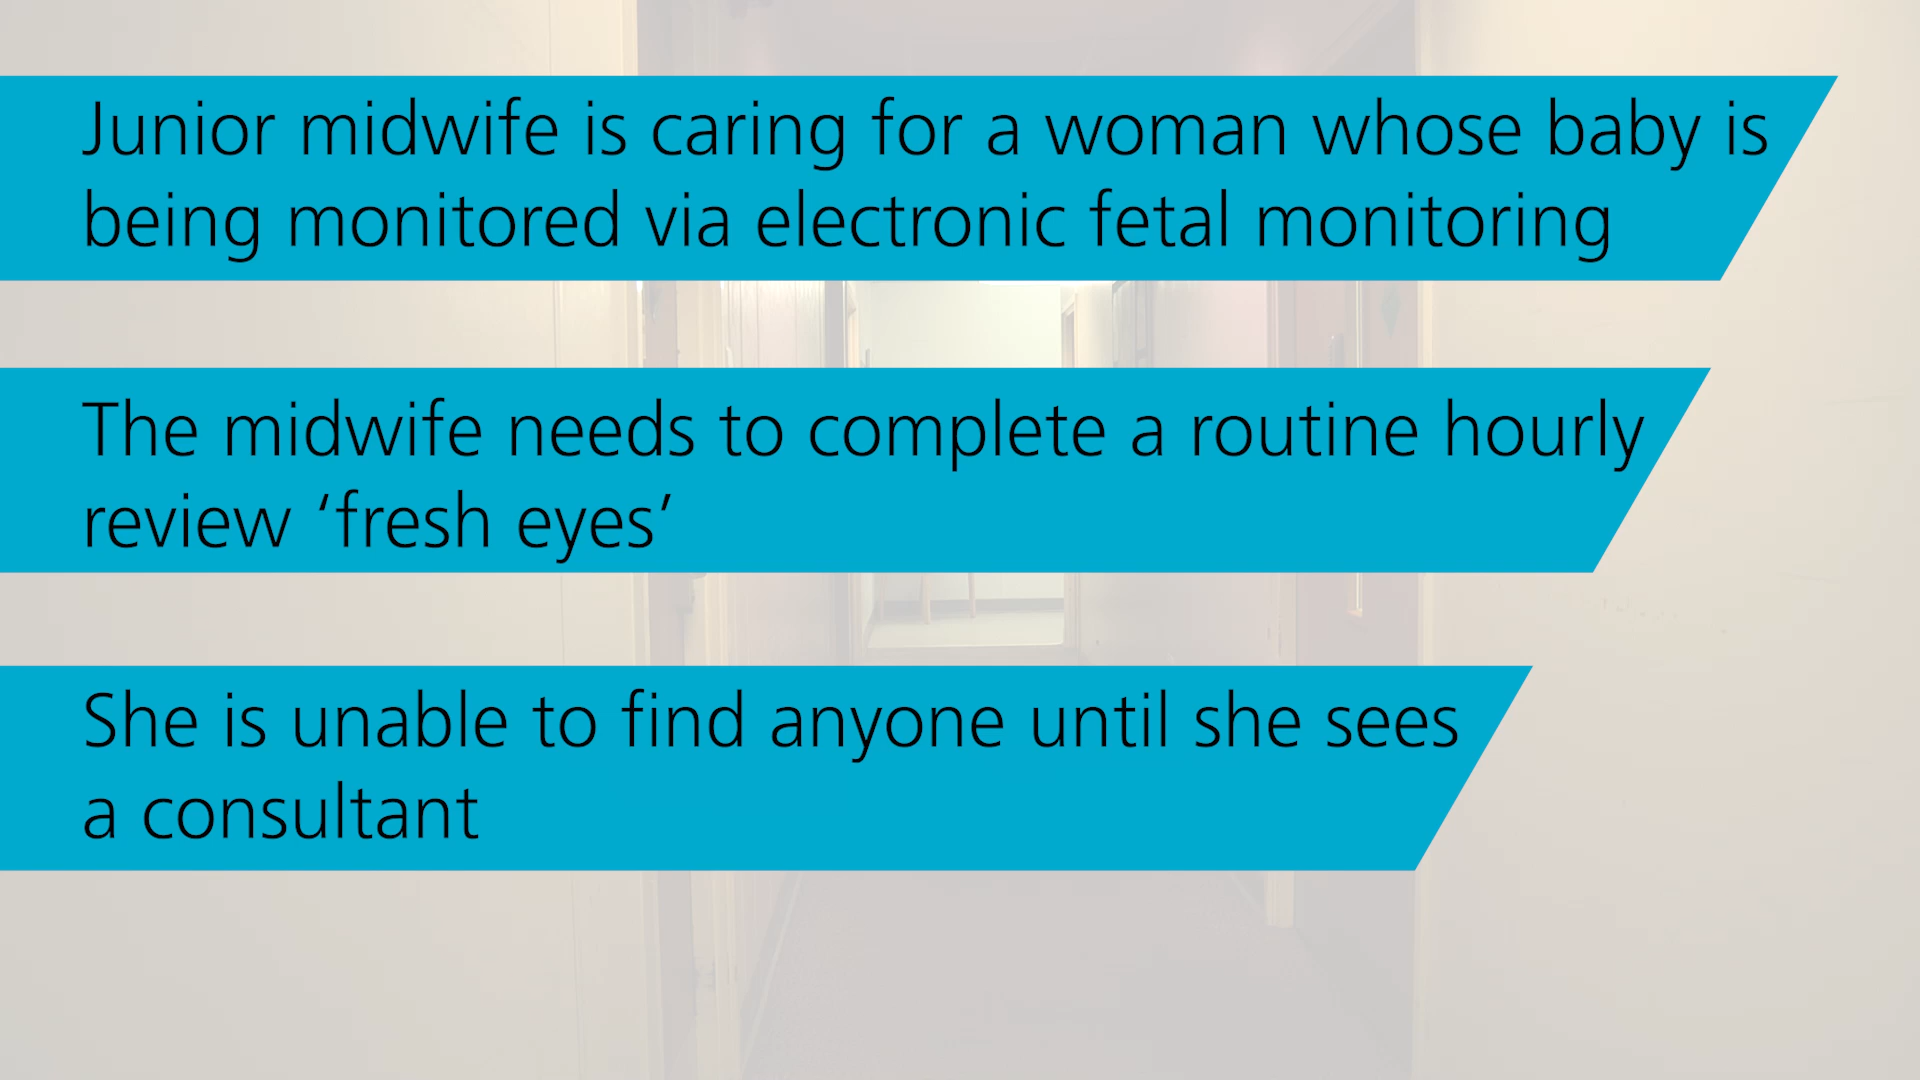 Junior midwife is caring for a woman whose baby is
being monitored via electronic fetal monitoring
The midwife needs to complete a routine hourly
review ‘fresh eyes’
She is unable to find anyone until she sees
a consultant